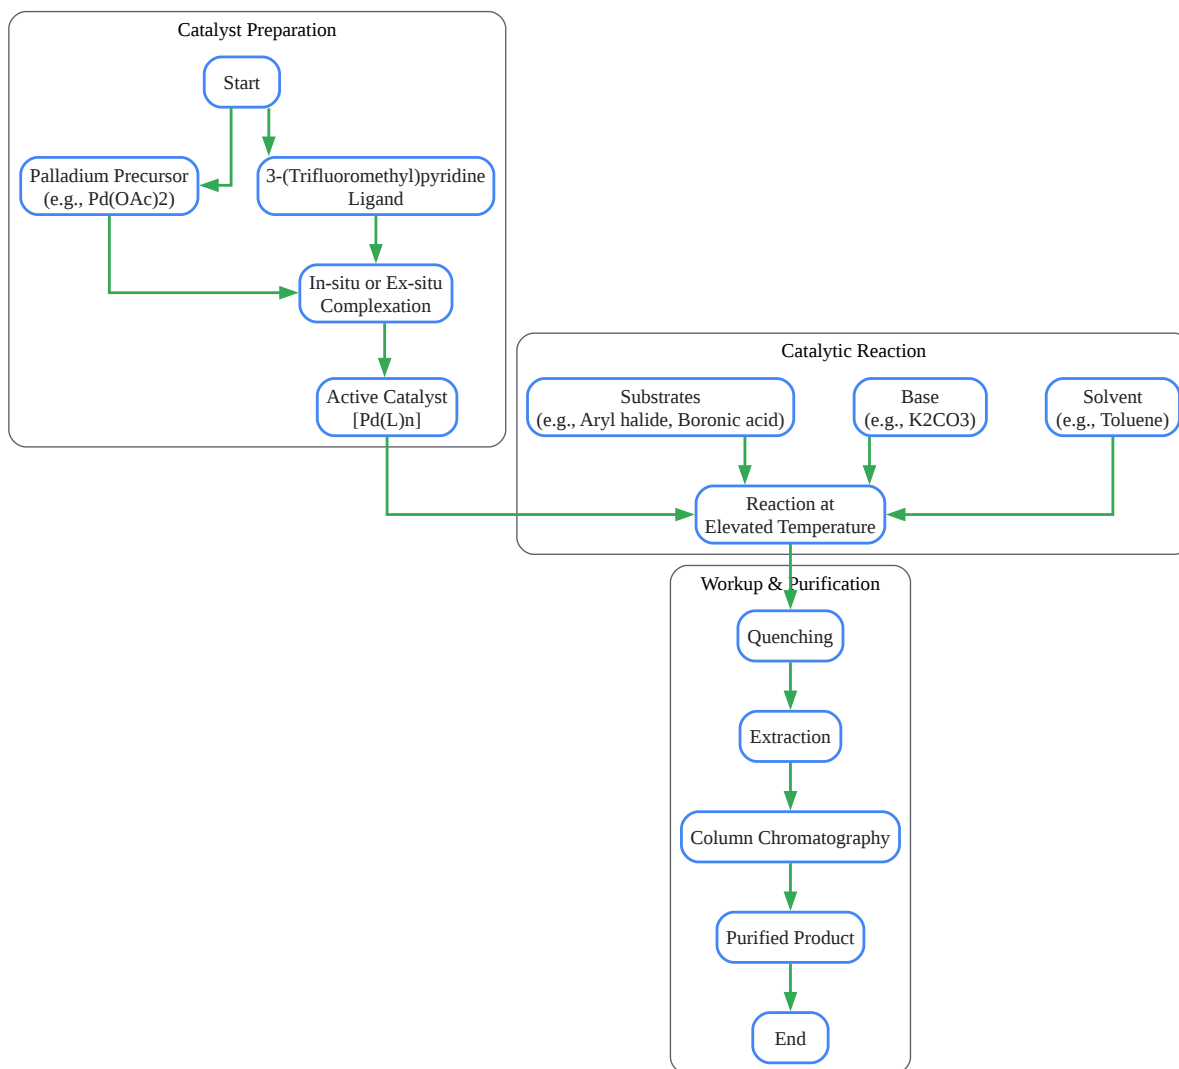 Catalyst Preparation
Start
Palladium Precursor
(e.g., Pd(OAc)2)
3-(Trifluoromethyl)pyridine
Ligand
In-situ or Ex-situ
Complexation
Active Catalyst
[Pd(L)n]
Catalytic Reaction
Substrates
(e.g., Aryl halide, Boronic acid)
Base
(e.g., K2CO3)
Solvent
(e.g., Toluene)
Reaction at
Elevated Temperature
Workup & Purification
Quenching
Extraction
Column Chromatography
Purified Product
End